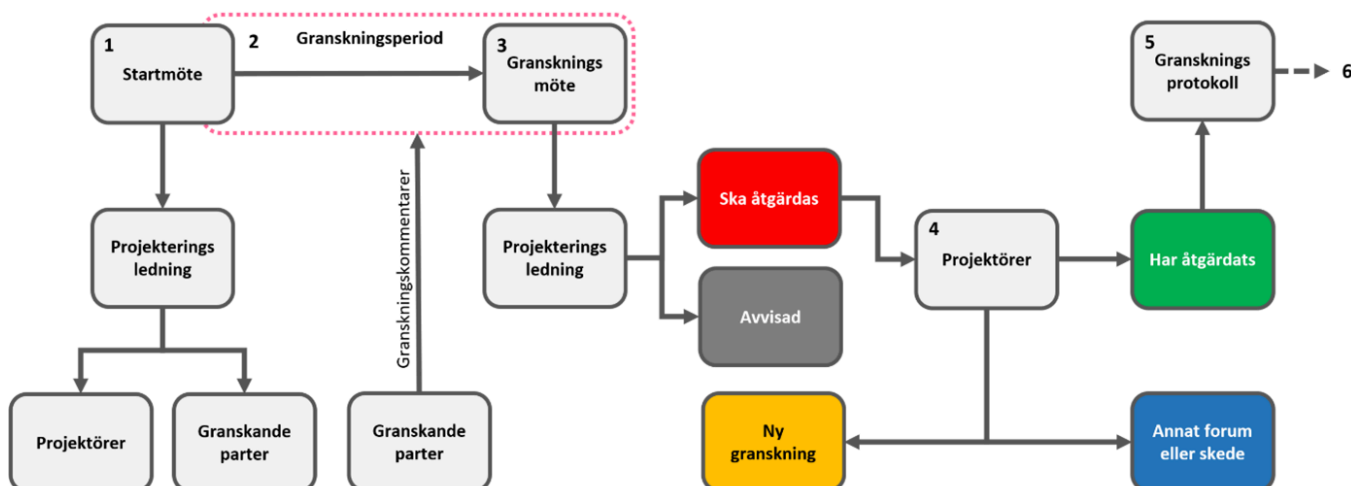 1
Startmöte
2
Granskningsperiod
3
Gransknings
möte
5
Gransknings
protokoll
6
Granskningskommentarer
Projekterings
ledning
Projekterings
ledning
Ska åtgärdas
Avvisad
4
Projektörer
Har åtgärdats
Projektörer
Granskande
parter
Granskande
parter
Ny
granskning
Annat forum
eller skede